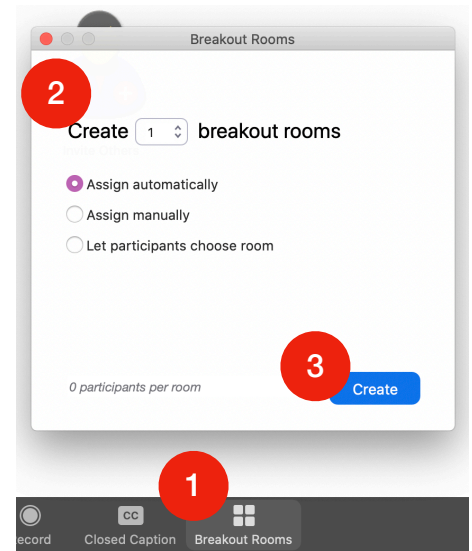 Breakout Rooms
2
Create 1 breakout rooms
Assign automatically
Assign manually
Let participants choose room
3
0 participants per room
Create
1
CC
ecord
Closed Caption
Breakout Rooms